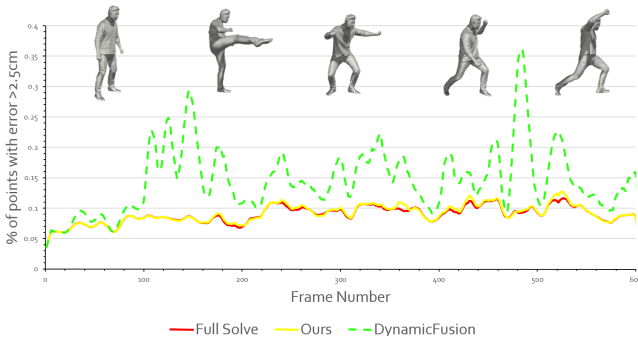 0.4
0.35
0.3
0.25
0.2
0.15
0.1
0.05
0
% of points with error >2.5cm
0 100 200 300 400 500 60
Frame Number
Full Solve Ours DynamicFusion